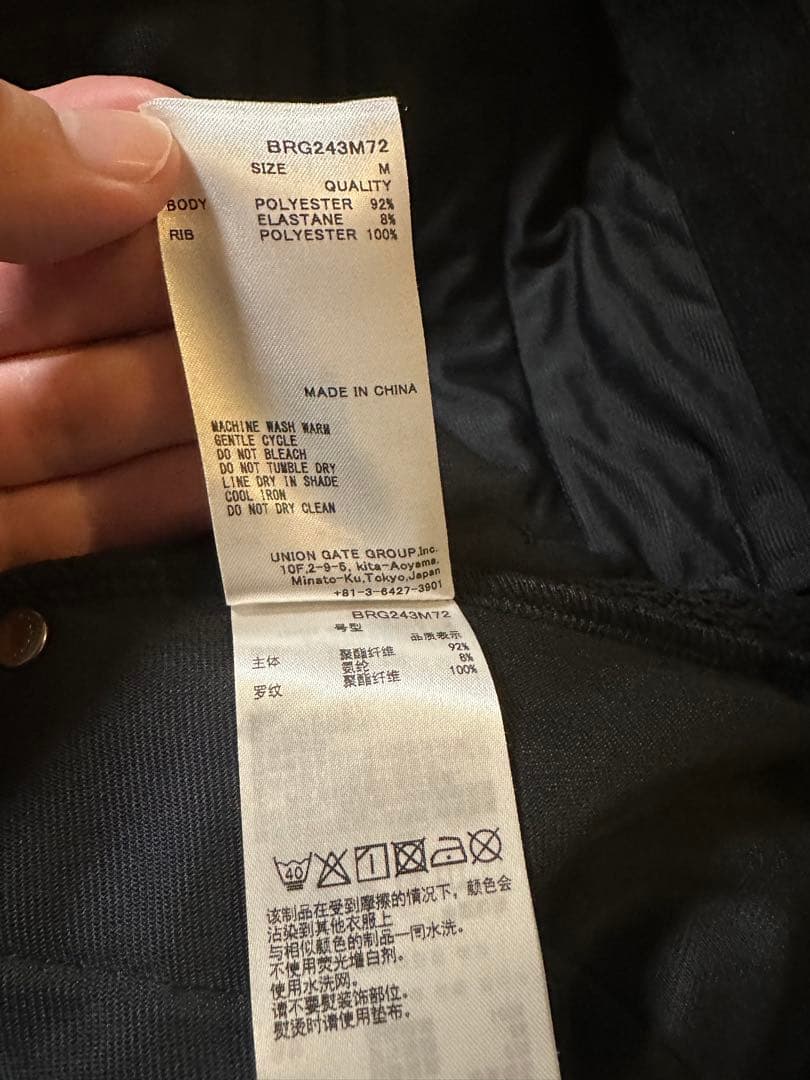 BRG243M72
SIZE M
QUALITY
BODY POLYESTER 92%
ELASTANE 8%
RIB POLYESTER 100%
MADE IN CHINA
MACHINE WASH WARM
GENTLE CYCLE
DO NOT BLEACH
DO NOT TUMBLE DRY
LINE DRY IN SHADE
COOL IRON
DO NOT DRY CLEAN
UNION GATE GROUP,Inc.
10F,2-9-5, kita-Aoyama,
Minato-Ku,Tokyo,Japan
+81-3-6427-3901
BRG243M72
号型
品质表示
主体 聚酯纤维 92%
氨纶 8%
罗纹 聚酯纤维 100%
40
该制品在受到摩擦的情况下，颜色会
沾染到其他衣服上
与相似颜色的制品一同水洗。
不使用荧光增白剂。
使用水洗网。
请不要熨装饰部位。
熨烫时请使用垫布。